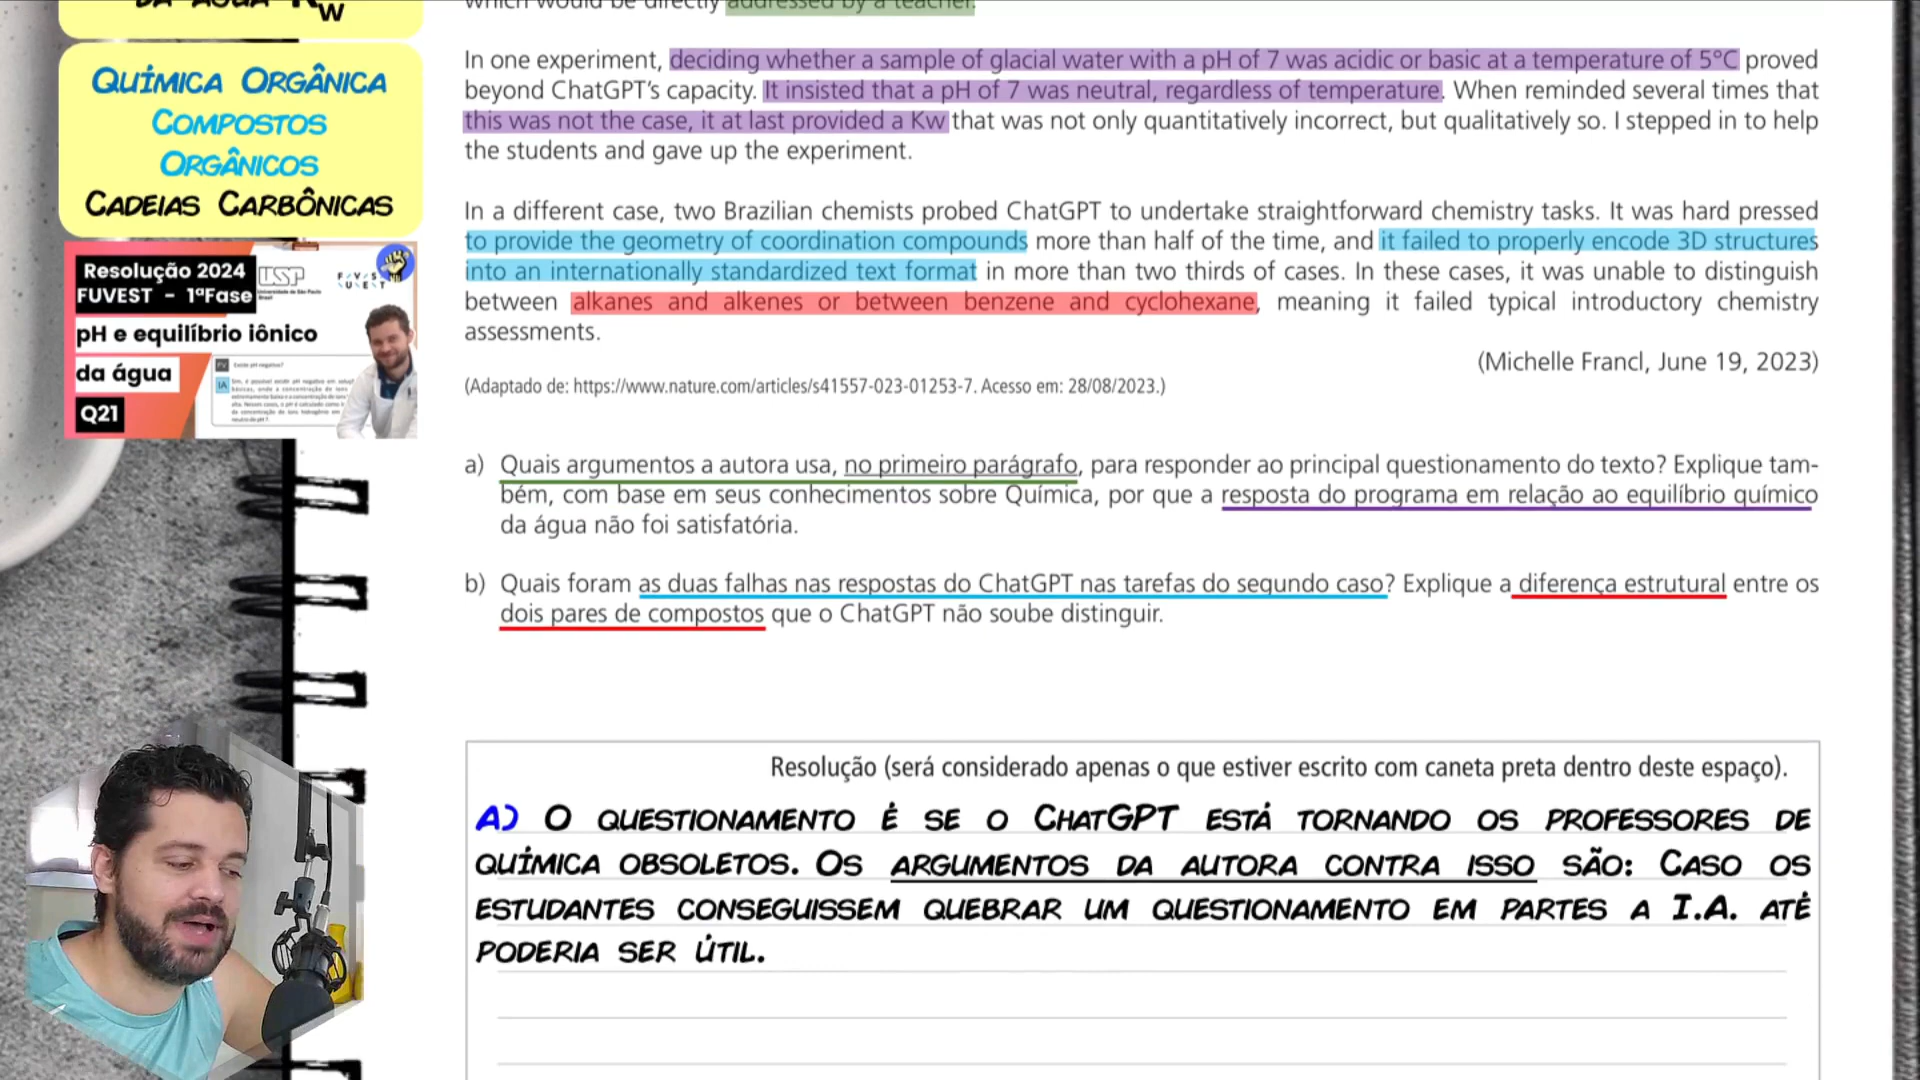 DA ÁGUA Kw
QUÍMICA ORGÂNICA
COMPOSTOS
ORGÂNICOS
CADEIAS CARBÔNICAS
Resolução 2024
FUVEST - 1ªFase
USP
FUVEST
pH e equilíbrio iônico
da água
Q21
which would be directly addressed by a teacher.
In one experiment, deciding whether a sample of glacial water with a pH of 7 was acidic or basic at a temperature of 5°C proved
beyond ChatGPT's capacity. It insisted that a pH of 7 was neutral, regardless of temperature. When reminded several times that
this was not the case, it at last provided a Kw that was not only quantitatively incorrect, but qualitatively so. I stepped in to help
the students and gave up the experiment.
In a different case, two Brazilian chemists probed ChatGPT to undertake straightforward chemistry tasks. It was hard pressed
to provide the geometry of coordination compounds more than half of the time, and it failed to properly encode 3D structures
into an internationally standardized text format in more than two thirds of cases. In these cases, it was unable to distinguish
between alkanes and alkenes or between benzene and cyclohexane, meaning it failed typical introductory chemistry
assessments.
(Michelle Francl, June 19, 2023)
(Adaptado de: https://www.nature.com/articles/s41557-023-01253-7. Acesso em: 28/08/2023.)
a) Quais argumentos a autora usa, no primeiro parágrafo, para responder ao principal questionamento do texto? Explique tam-
bém, com base em seus conhecimentos sobre Química, por que a resposta do programa em relação ao equilíbrio químico
da água não foi satisfatória.
b) Quais foram as duas falhas nas respostas do ChatGPT nas tarefas do segundo caso? Explique a diferença estrutural entre os
dois pares de compostos que o ChatGPT não soube distinguir.
Resolução (será considerado apenas o que estiver escrito com caneta preta dentro deste espaço).
A) O QUESTIONAMENTO É SE O CHATGPT ESTÁ TORNANDO OS PROFESSORES DE
QUÍMICA OBSOLETOS. OS ARGUMENTOS DA AUTORA CONTRA ISSO SÃO: CASO OS
ESTUDANTES CONSEGUISSEM QUEBRAR UM QUESTIONAMENTO EM PARTES A I.A. ATÉ
PODERIA SER ÚTIL.